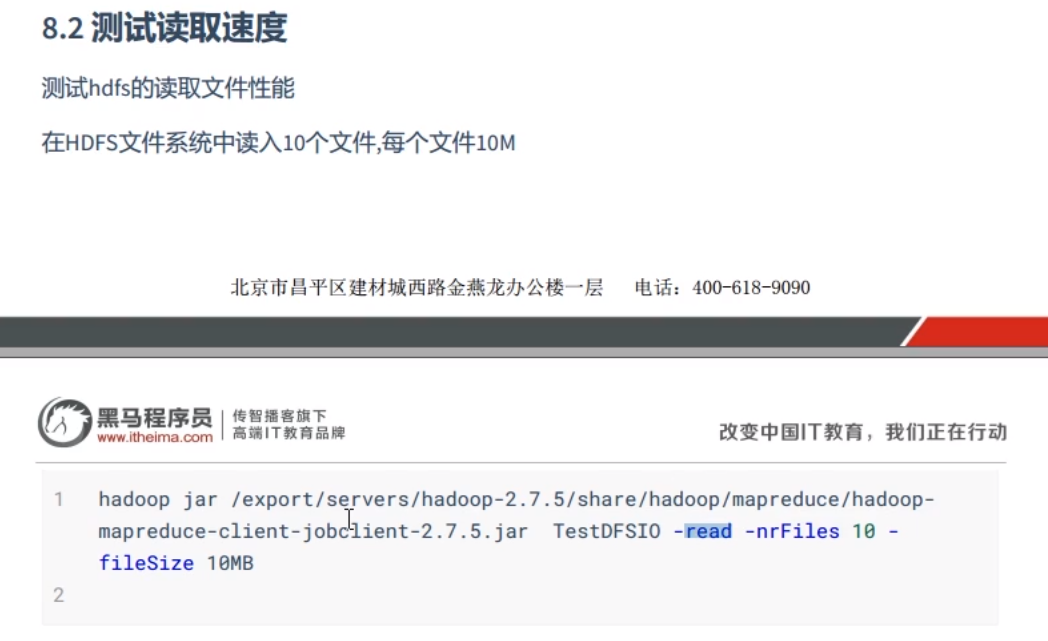 8.2 测试读取速度
测试hdfs的读取文件性能
在HDFS文件系统中读入10个文件,每个文件10M
北京市昌平区建材城西路金燕龙办公楼一层 电话：400-618-9090
黑马程序员
www.itheima.com
传智播客旗下
高端IT教育品牌
改变中国IT教育，我们正在行动
1 hadoop jar /export/servers/hadoop-2.7.5/share/hadoop/mapreduce/hadoop-
mapreduce-client-jobclient-2.7.5.jar  TestDFSIO -read -nrFiles 10 -
fileSize 10MB
2